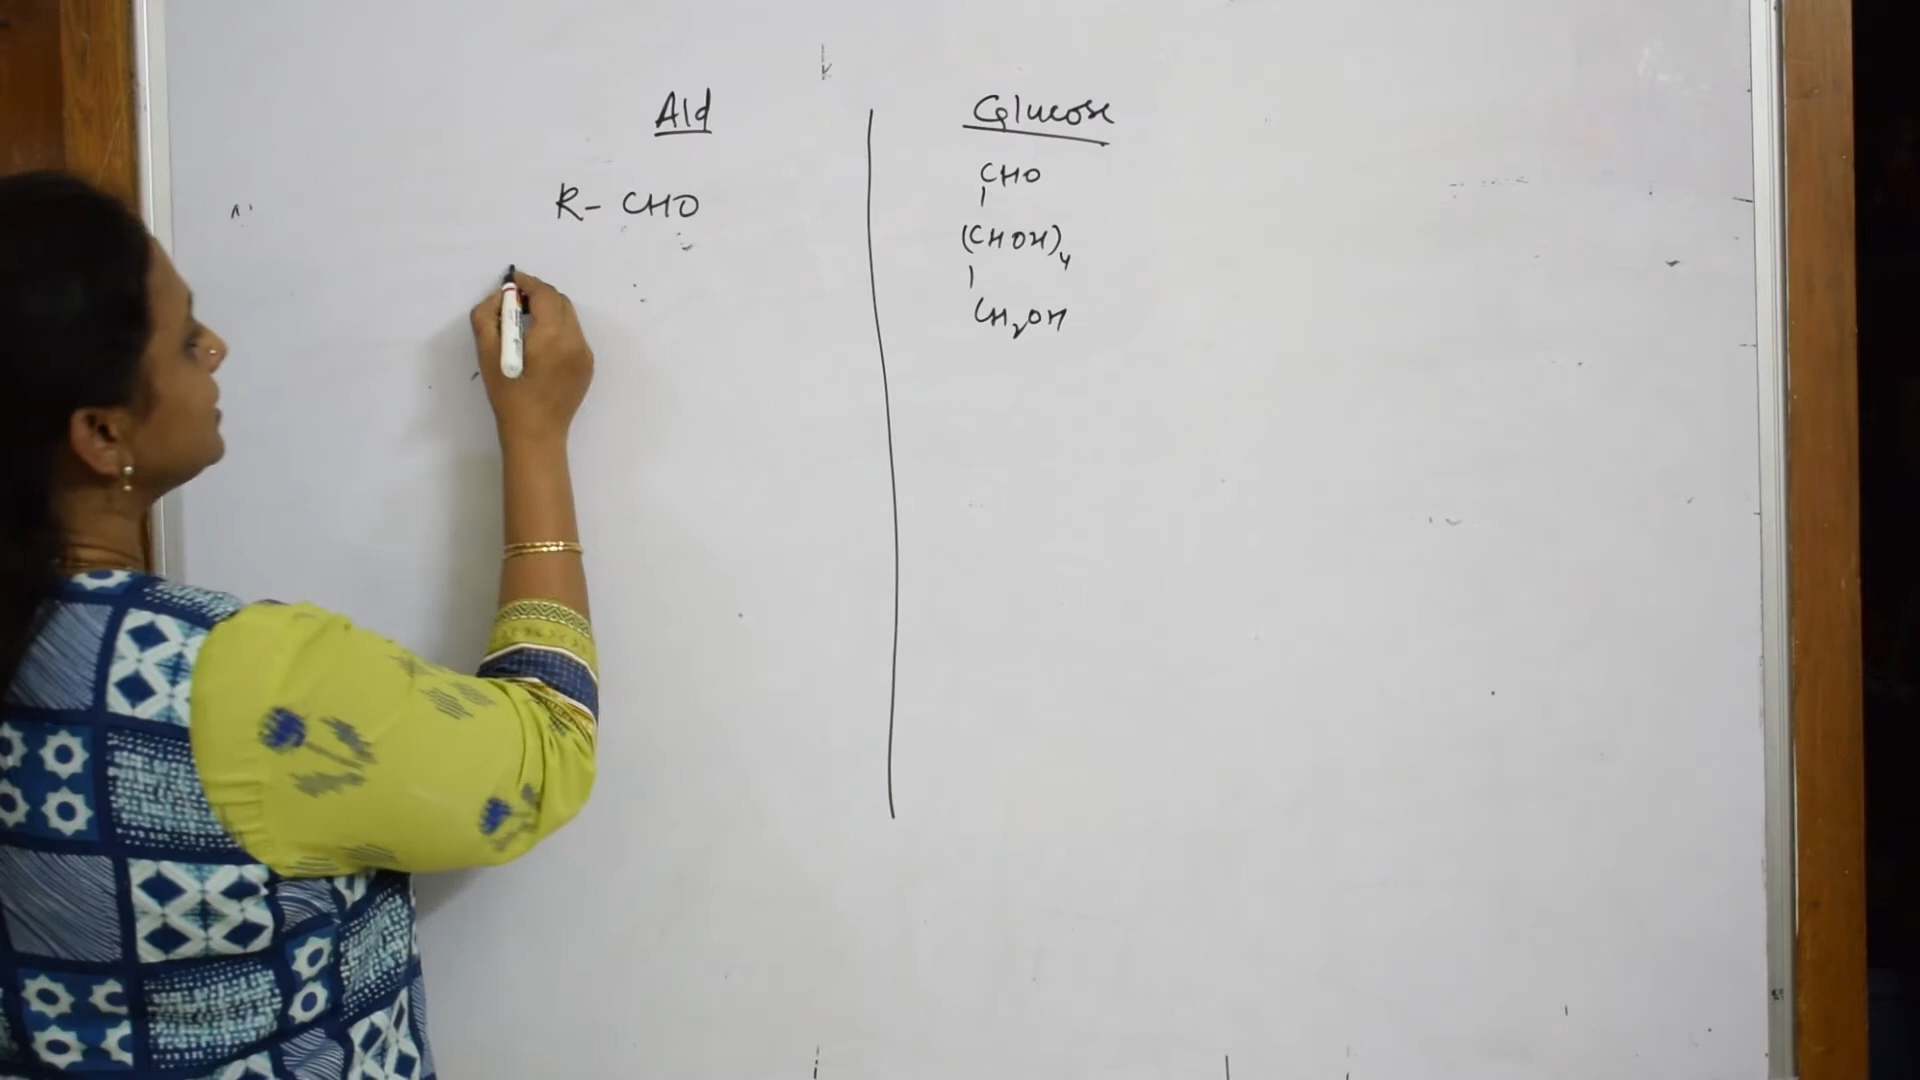 Ald
R- CHO
Glucose
CHO
|
(CHOH)4
|
CH2OH